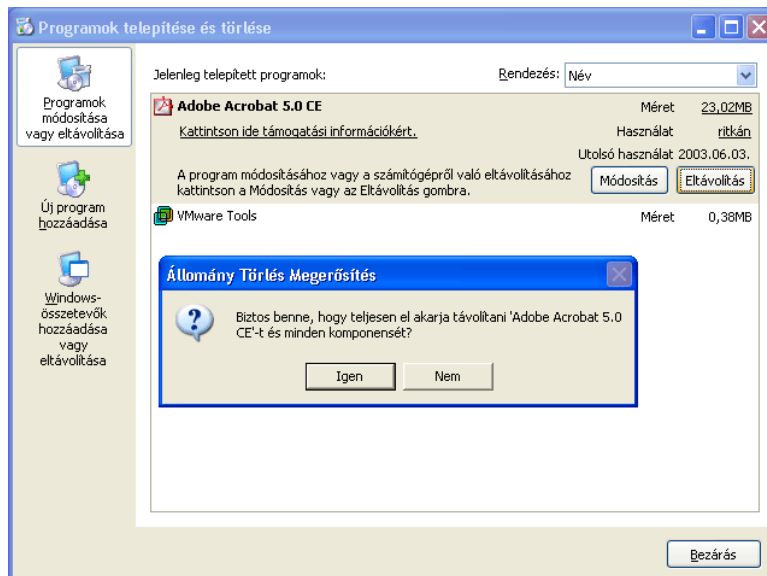 Programok telepítése és törlése
Programok
módosítása
vagy eltávolítása
Új program
hozzáadása
Windows-
összetevők
hozzáadása
vagy
eltávolítása
Jelenleg telepített programok:
Rendezés: Név
Adobe Acrobat 5.0 CE Méret 23,02MB
Kattintson ide támogatási információkért. Használat ritkán
Utolsó használat 2003.06.03.
A program módosításához vagy a számítógépről való eltávolításához
kattintson a Módosítás vagy az Eltávolítás gombra.
Módosítás Eltávolítás
VMware Tools Méret 0,38MB
Állomány Törlés Megerősítés
Biztos benne, hogy teljesen el akarja távolítani 'Adobe Acrobat 5.0
CE'-t és minden komponensét?
Igen Nem
Bezárás